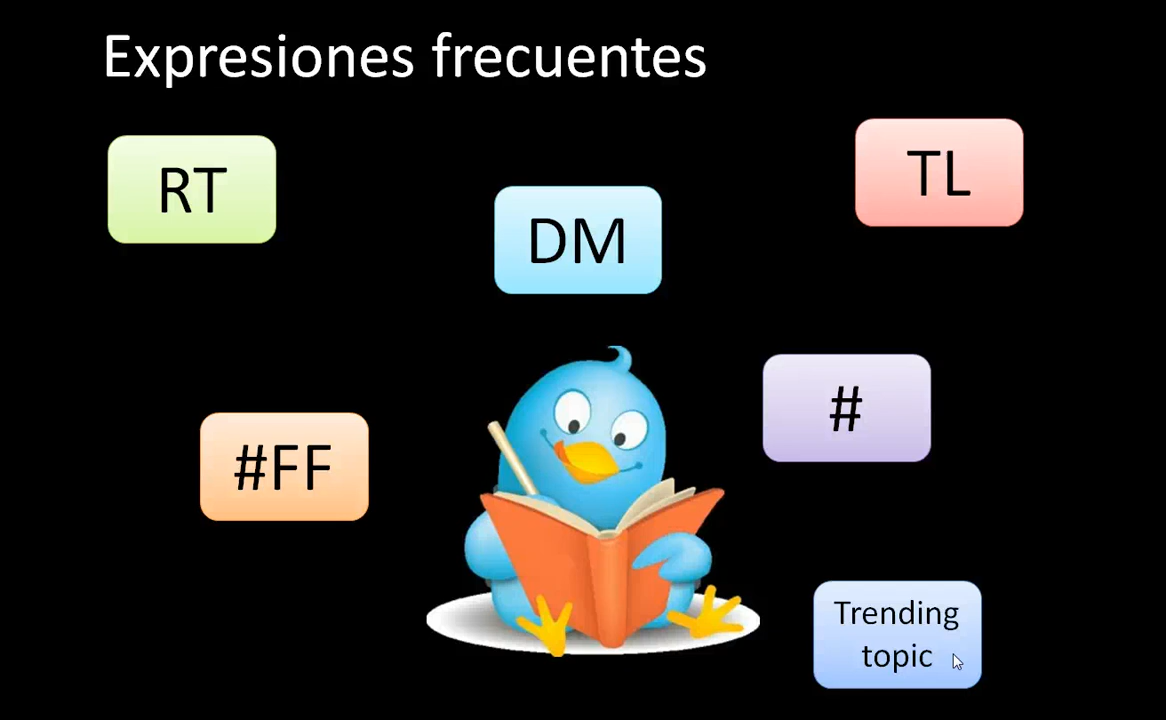 Expresiones frecuentes
RT
DM
TL
#FF
#
Trending
topic